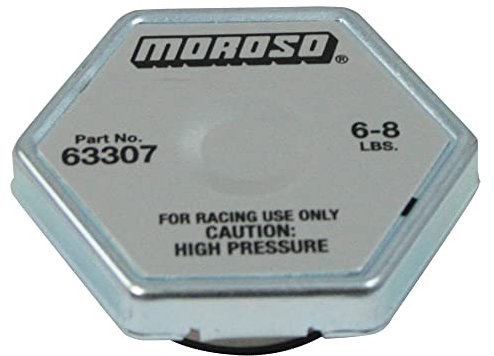 MOROSO®
Part No.
63307
6-8
LBS.
FOR RACING USE ONLY
CAUTION:
HIGH PRESSURE